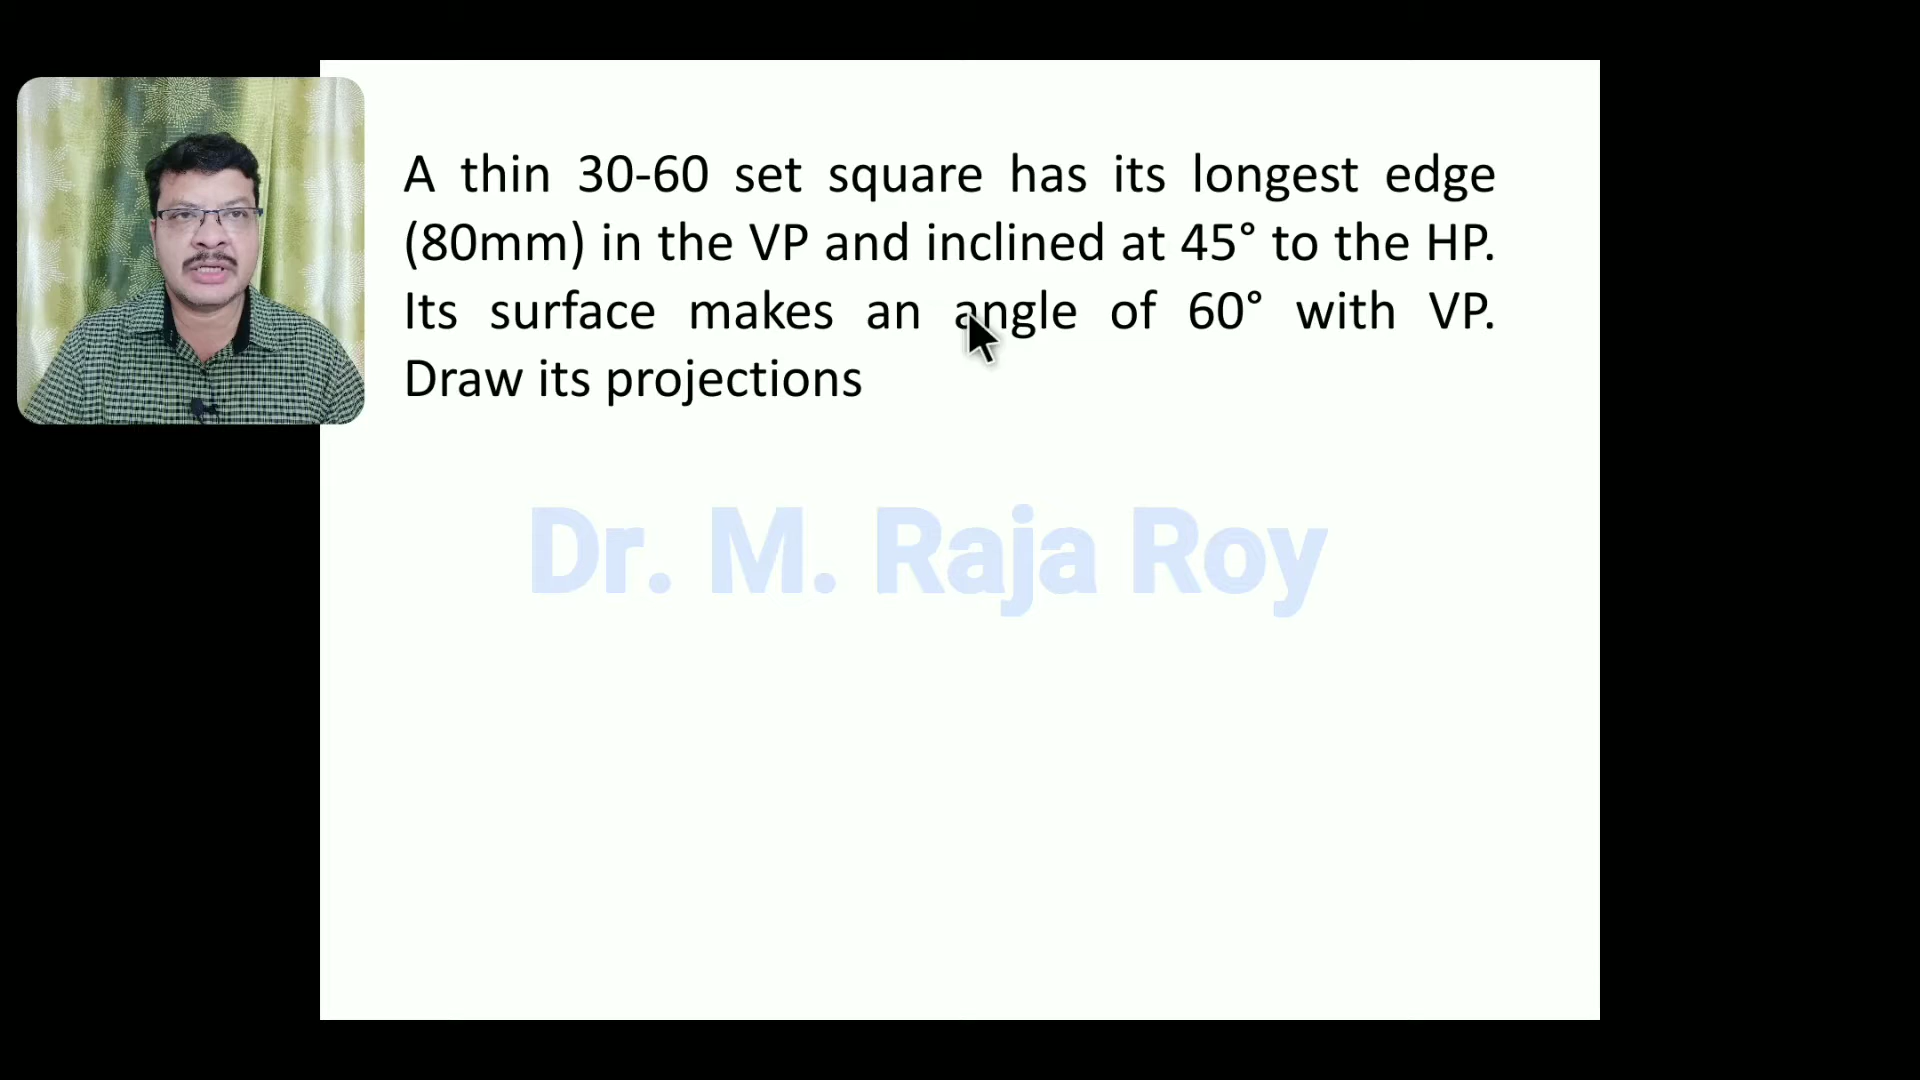 A thin 30-60 set square has its longest edge
(80mm) in the VP and inclined at 45° to the HP.
Its surface makes an angle of 60° with VP.
Draw its projections
Dr. M. Raja Roy